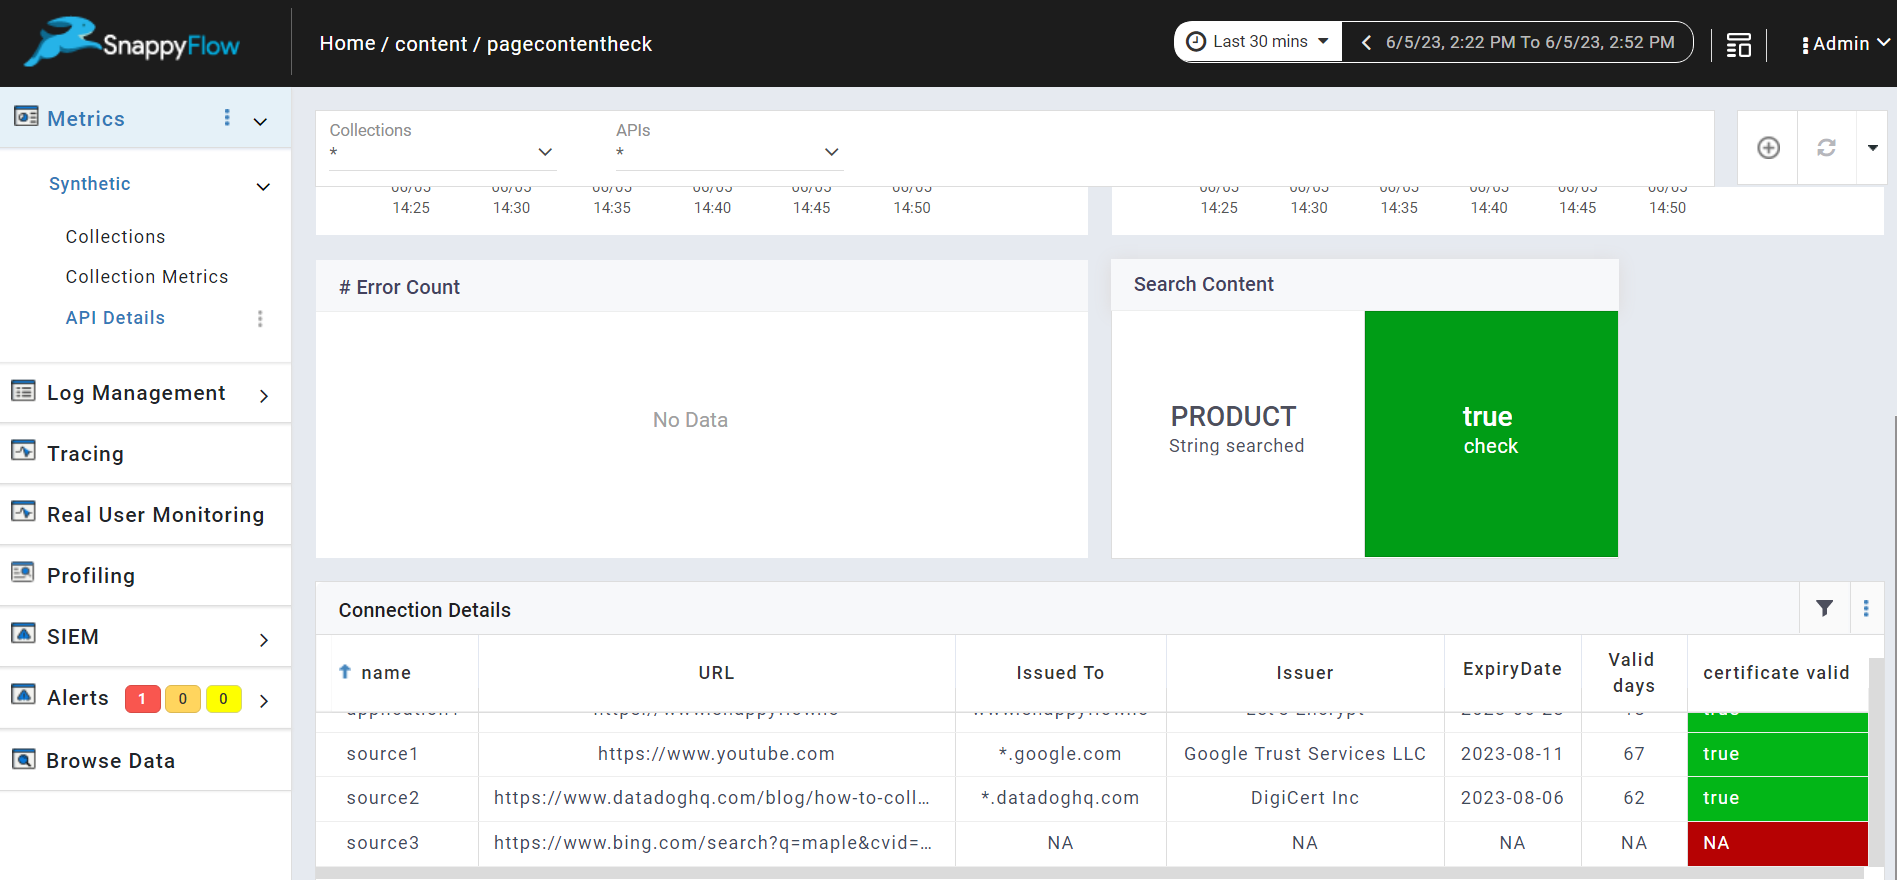 SnappyFlow
Home / content / pagecontentheck
Last 30 mins
6/5/23, 2:22 PM To 6/5/23, 2:52 PM
Admin
Metrics
Synthetic
Collections
Collection Metrics
API Details
Log Management
Tracing
Real User Monitoring
Profiling
SIEM
Alerts 1 0 0
Browse Data
Collections
*
APIs
*
14:25 14:30 14:35 14:40 14:45 14:50
14:25 14:30 14:35 14:40 14:45 14:50
# Error Count
No Data
Search Content
PRODUCT
String searched
true
check
Connection Details
name URL Issued To Issuer ExpiryDate Valid days certificate valid
source1 https://www.youtube.com *.google.com Google Trust Services LLC 2023-08-11 67 true
source2 https://www.datadoghq.com/blog/how-to-coll... *.datadoghq.com DigiCert Inc 2023-08-06 62 true
source3 https://www.bing.com/search?q=maple&cvid=... NA NA NA NA NA